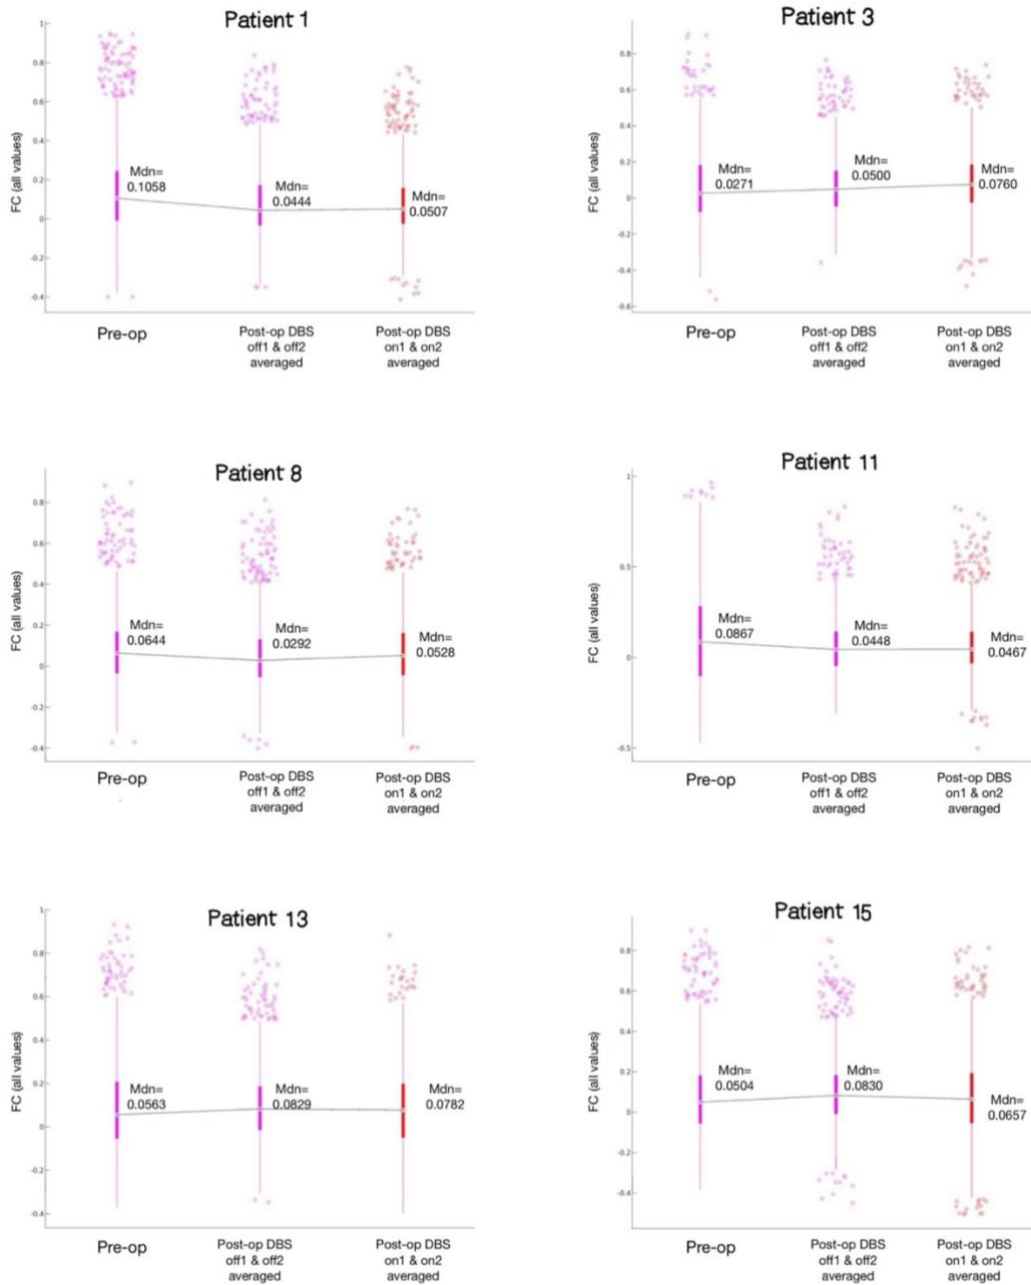 Patient 1
FC (all values)
1
0.8
0.6
0.4
0.2
0
-0.2
-0.4
Mdn=
0.1058
Mdn=
0.0444
Mdn=
0.0507
Pre-op
Post-op DBS
off1 & off2
averaged
Post-op DBS
on1 & on2
averaged
Patient 3
FC (all values)
0.8
0.6
0.4
0.2
0
-0.2
-0.4
-0.6
Mdn=
0.0271
Mdn=
0.0500
Mdn=
0.0760
Pre-op
Post-op DBS
off1 & off2
averaged
Post-op DBS
on1 & on2
averaged
Patient 8
FC (all values)
0.8
0.6
0.4
0.2
0
-0.2
-0.4
Mdn=
0.0644
Mdn=
0.0292
Mdn=
0.0528
Pre-op
Post-op DBS
off1 & off2
averaged
Post-op DBS
on1 & on2
averaged
Patient 11
FC (all values)
1
0.5
0
-0.5
Mdn=
0.0867
Mdn=
0.0448
Mdn=
0.0467
Pre-op
Post-op DBS
off1 & off2
averaged
Post-op DBS
on1 & on2
averaged
Patient 13
FC (all values)
1
0.8
0.6
0.4
0.2
0
-0.2
-0.4
Mdn=
0.0563
Mdn=
0.0829
Mdn=
0.0782
Pre-op
Post-op DBS
off1 & off2
averaged
Post-op DBS
on1 & on2
averaged
Patient 15
FC (all values)
0.8
0.6
0.4
0.2
0
-0.2
-0.4
Mdn=
0.0504
Mdn=
0.0830
Mdn=
0.0657
Pre-op
Post-op DBS
off1 & off2
averaged
Post-op DBS
on1 & on2
averaged